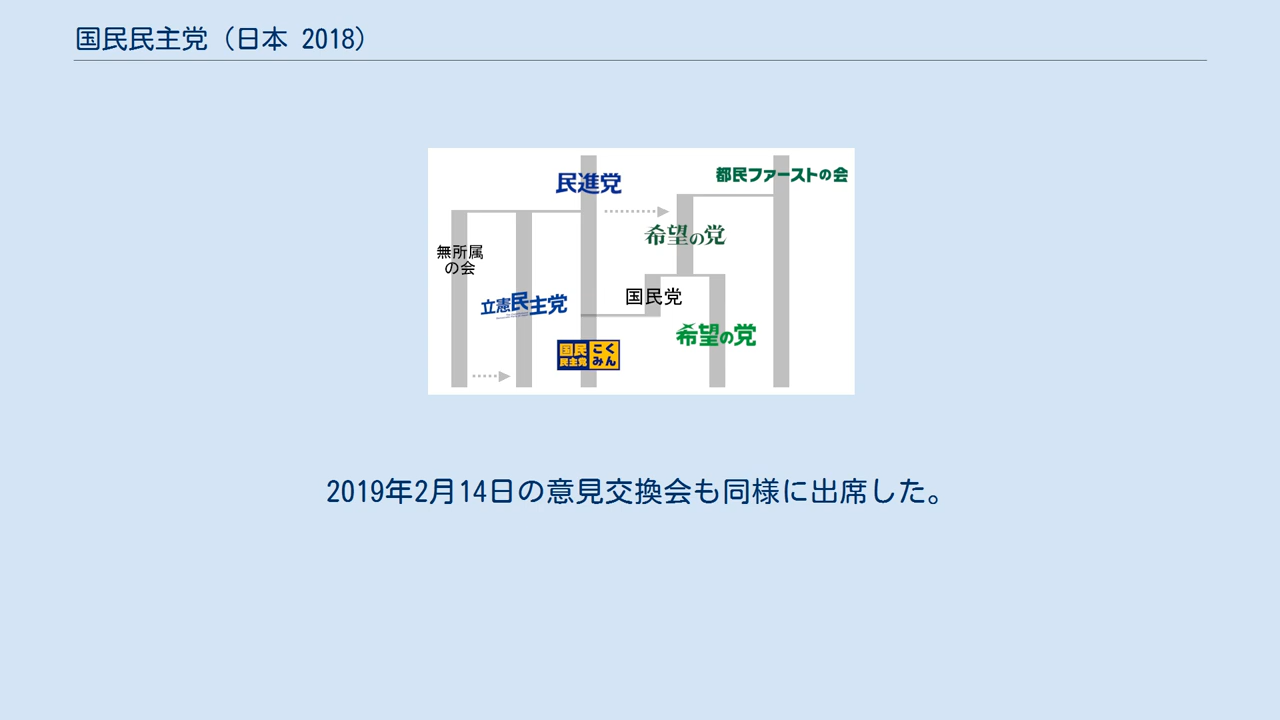 国民民主党（日本 2018）
民進党
都民ファーストの会
希望の党
無所属
の会
立憲民主党
国民党
希望の党
国民
民主党
こく
みん
2019年2月14日の意見交換会も同様に出席した。